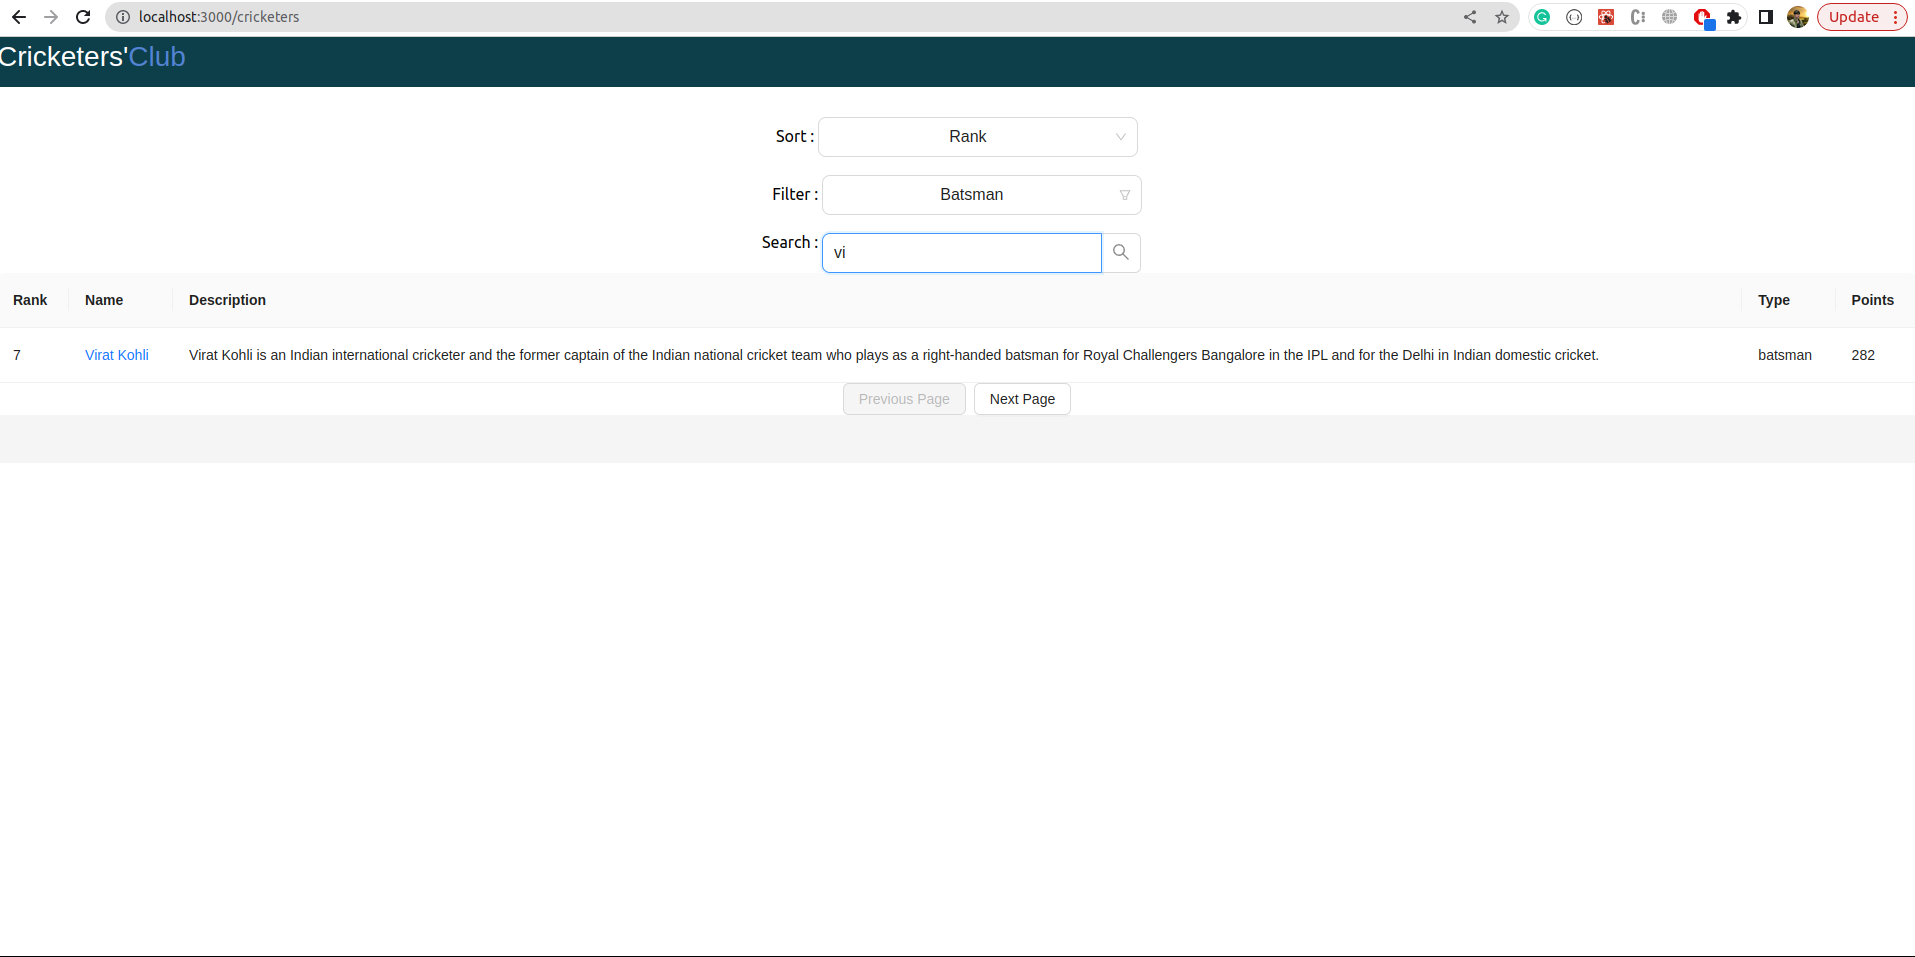 localhost:3000/cricketers
Update
Cricketers'Club
Sort : Rank
Filter : Batsman
Search : vi
Rank Name Description Type Points
7 Virat Kohli Virat Kohli is an Indian international cricketer and the former captain of the Indian national cricket team who plays as a right-handed batsman for Royal Challengers Bangalore in the IPL and for the Delhi in Indian domestic cricket. batsman 282
Previous Page Next Page